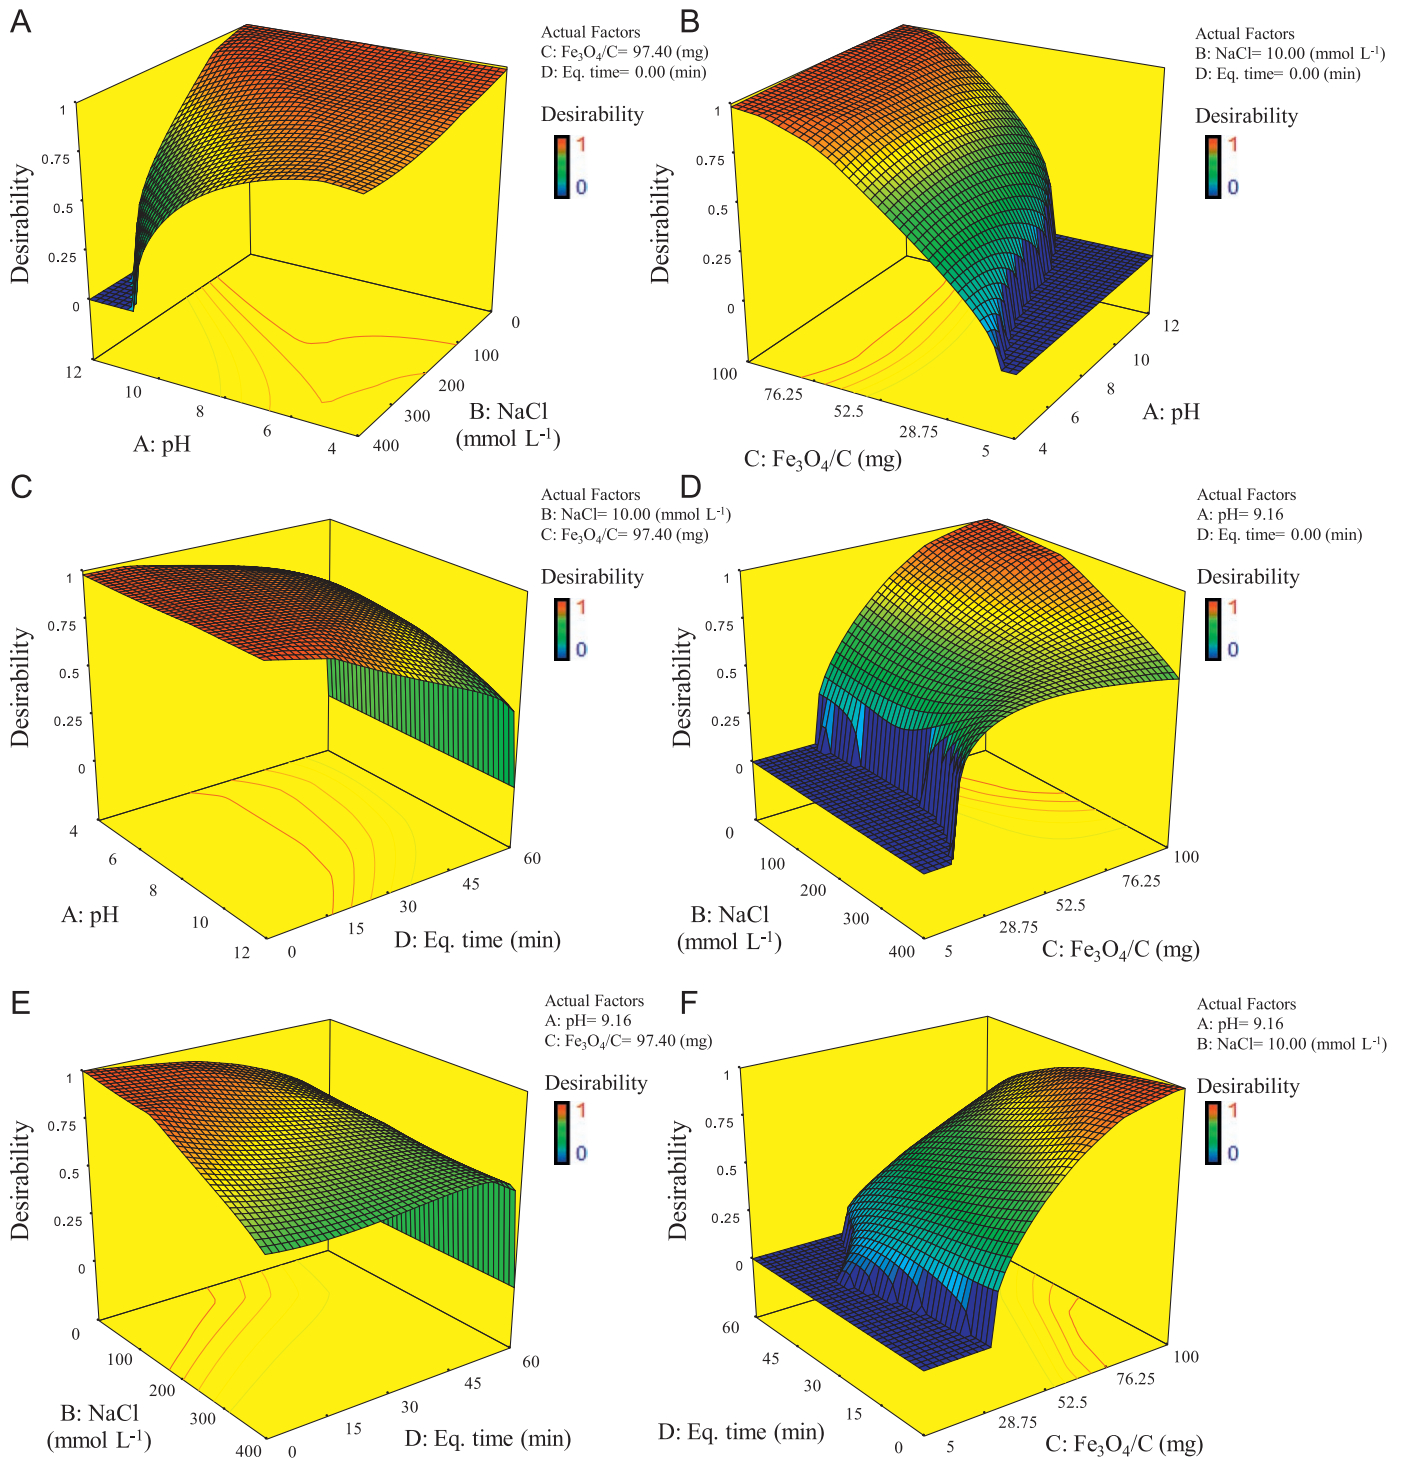 A
Actual Factors
C: Fe₃O₄/C= 97.40 (mg)
D: Eq. time= 0.00 (min)
Desirability
1
0
Desirability
1
0.75
0.5
0.25
0
12
10
8
6
4
A: pH
0
100
200
300
400
B: NaCl
(mmol L⁻¹)
B
Actual Factors
B: NaCl= 10.00 (mmol L⁻¹)
D: Eq. time= 0.00 (min)
Desirability
1
0
Desirability
1
0.75
0.5
0.25
0
100
76.25
52.5
28.75
5
C: Fe₃O₄/C (mg)
12
10
8
6
4
A: pH
C
Actual Factors
B: NaCl= 10.00 (mmol L⁻¹)
C: Fe₃O₄/C= 97.40 (mg)
Desirability
1
0
Desirability
1
0.75
0.5
0.25
0
4
6
8
10
12
A: pH
60
45
30
15
0
D: Eq. time (min)
D
Actual Factors
A: pH= 9.16
D: Eq. time= 0.00 (min)
Desirability
1
0
Desirability
1
0.75
0.5
0.25
0
0
100
200
300
400
B: NaCl
(mmol L⁻¹)
100
76.25
52.5
28.75
5
C: Fe₃O₄/C (mg)
E
Actual Factors
A: pH= 9.16
C: Fe₃O₄/C= 97.40 (mg)
Desirability
1
0
Desirability
1
0.75
0.5
0.25
0
0
100
200
300
400
B: NaCl
(mmol L⁻¹)
60
45
30
15
0
D: Eq. time (min)
F
Actual Factors
A: pH= 9.16
B: NaCl= 10.00 (mmol L⁻¹)
Desirability
1
0
Desirability
1
0.75
0.5
0.25
0
60
45
30
15
0
D: Eq. time (min)
100
76.25
52.5
28.75
5
C: Fe₃O₄/C (mg)